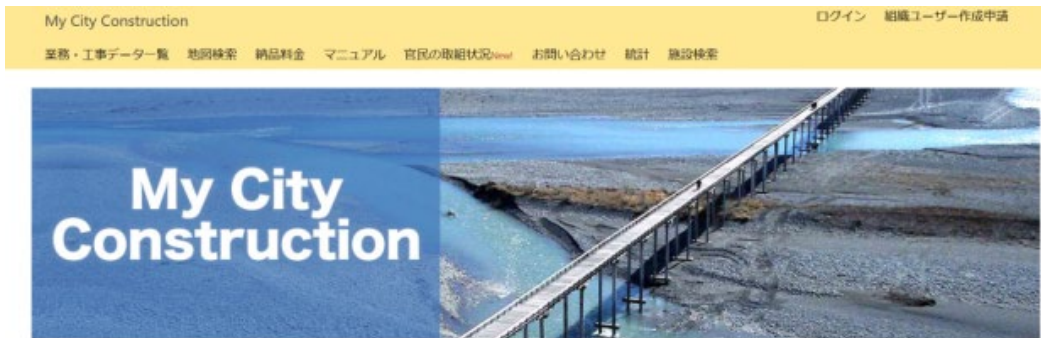 My City Construction
ログイン 組織ユーザー作成申請
業務・工事データ一覧 地図検索 納品料金 マニュアル 官民の取組状況New! お問い合わせ 統計 施設検索
My City
Construction